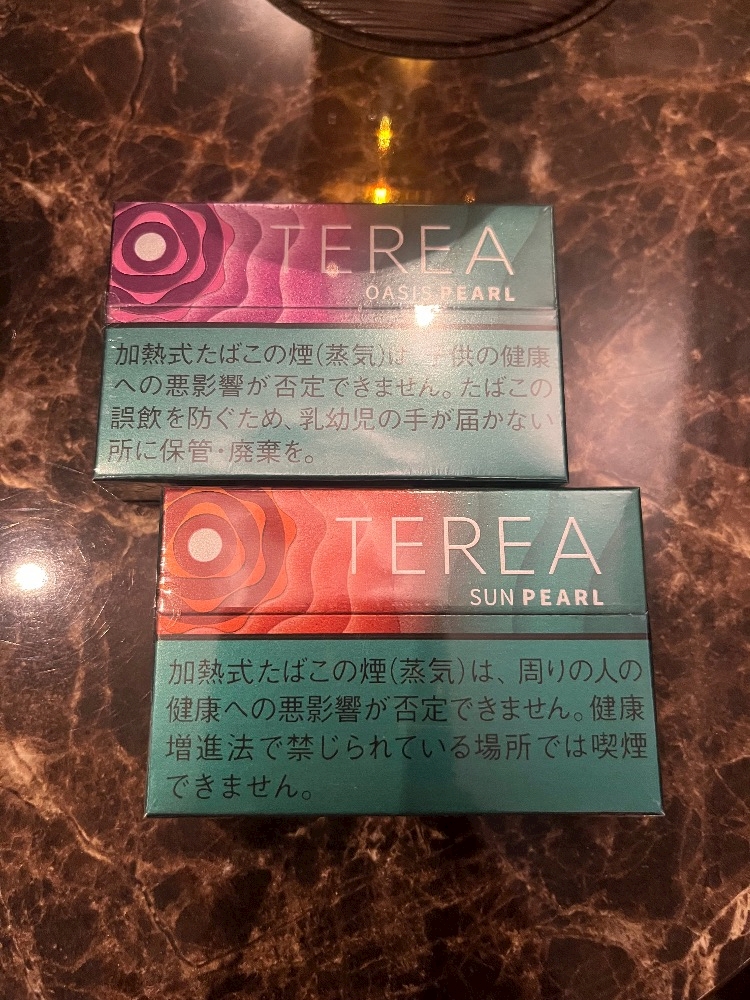 TEREA
OASIS PEARL
加熱式たばこの煙(蒸気)は 子供の健康
への悪影響が否定できません。たばこの
誤飲を防ぐため、乳幼児の手が届かない
所に保管・廃棄を。
TEREA
SUN PEARL
加熱式たばこの煙(蒸気)は、周りの人の
健康への悪影響が否定できません。健康
増進法で禁じられている場所では喫煙
できません。